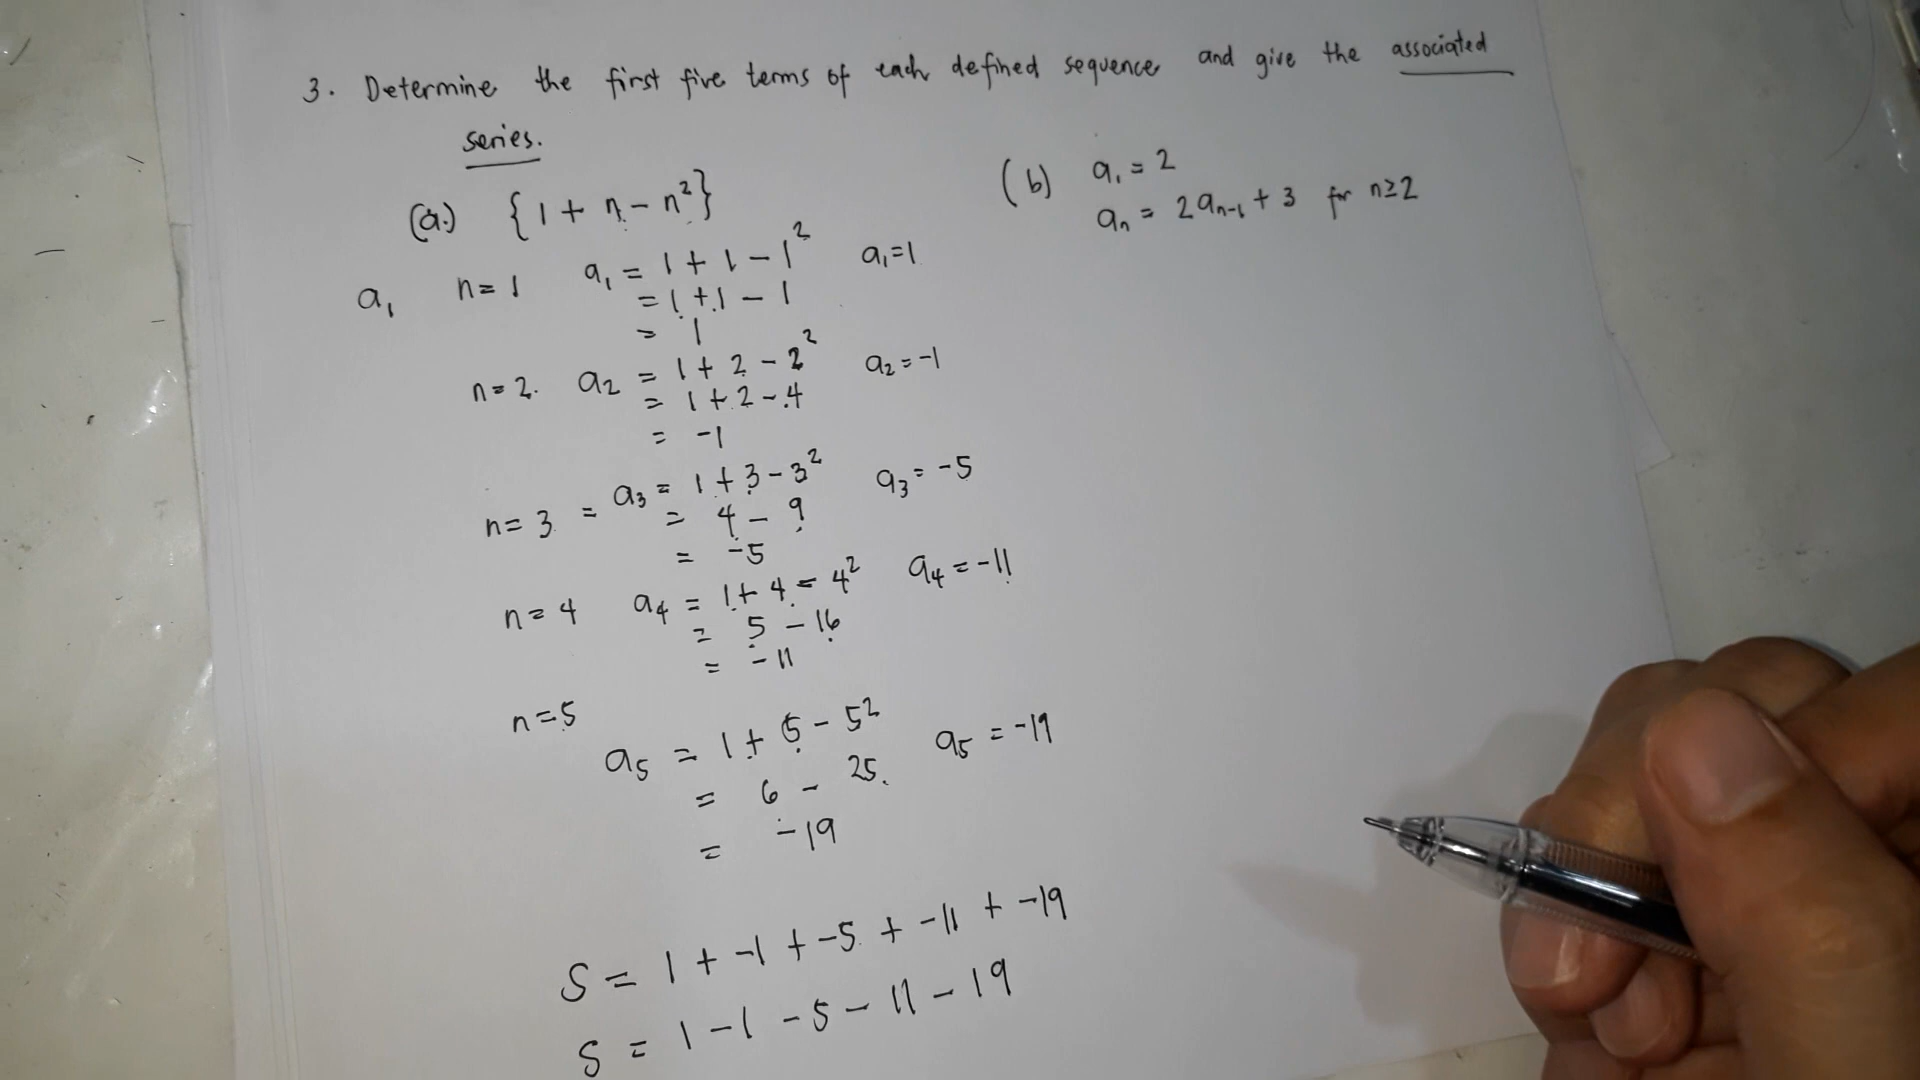 3. Determine the first five terms of each defined sequence and give the associated
series.
(a.) {1 + n - n²}
a₁ n = 1 a₁ = 1 + 1 - 1² a₁ = 1
= 1 + 1 - 1
= 1
n = 2. a₂ = 1 + 2 - 2² a₂ = -1
= 1 + 2 - 4
= -1
n = 3 = a₃ = 1 + 3 - 3² a₃ = -5
= 4 - 9
= -5
n = 4 a₄ = 1 + 4 - 4² a₄ = -11
= 5 - 16
= -11
n = 5
a₅ = 1 + 5 - 5² a₅ = -19
= 6 - 25.
= -19
S = 1 + -1 + -5 + -11 + -19
S = 1 - 1 - 5 - 11 - 19
(b) a₁ = 2
aₙ = 2aₙ₋₁ + 3 for n ≥ 2